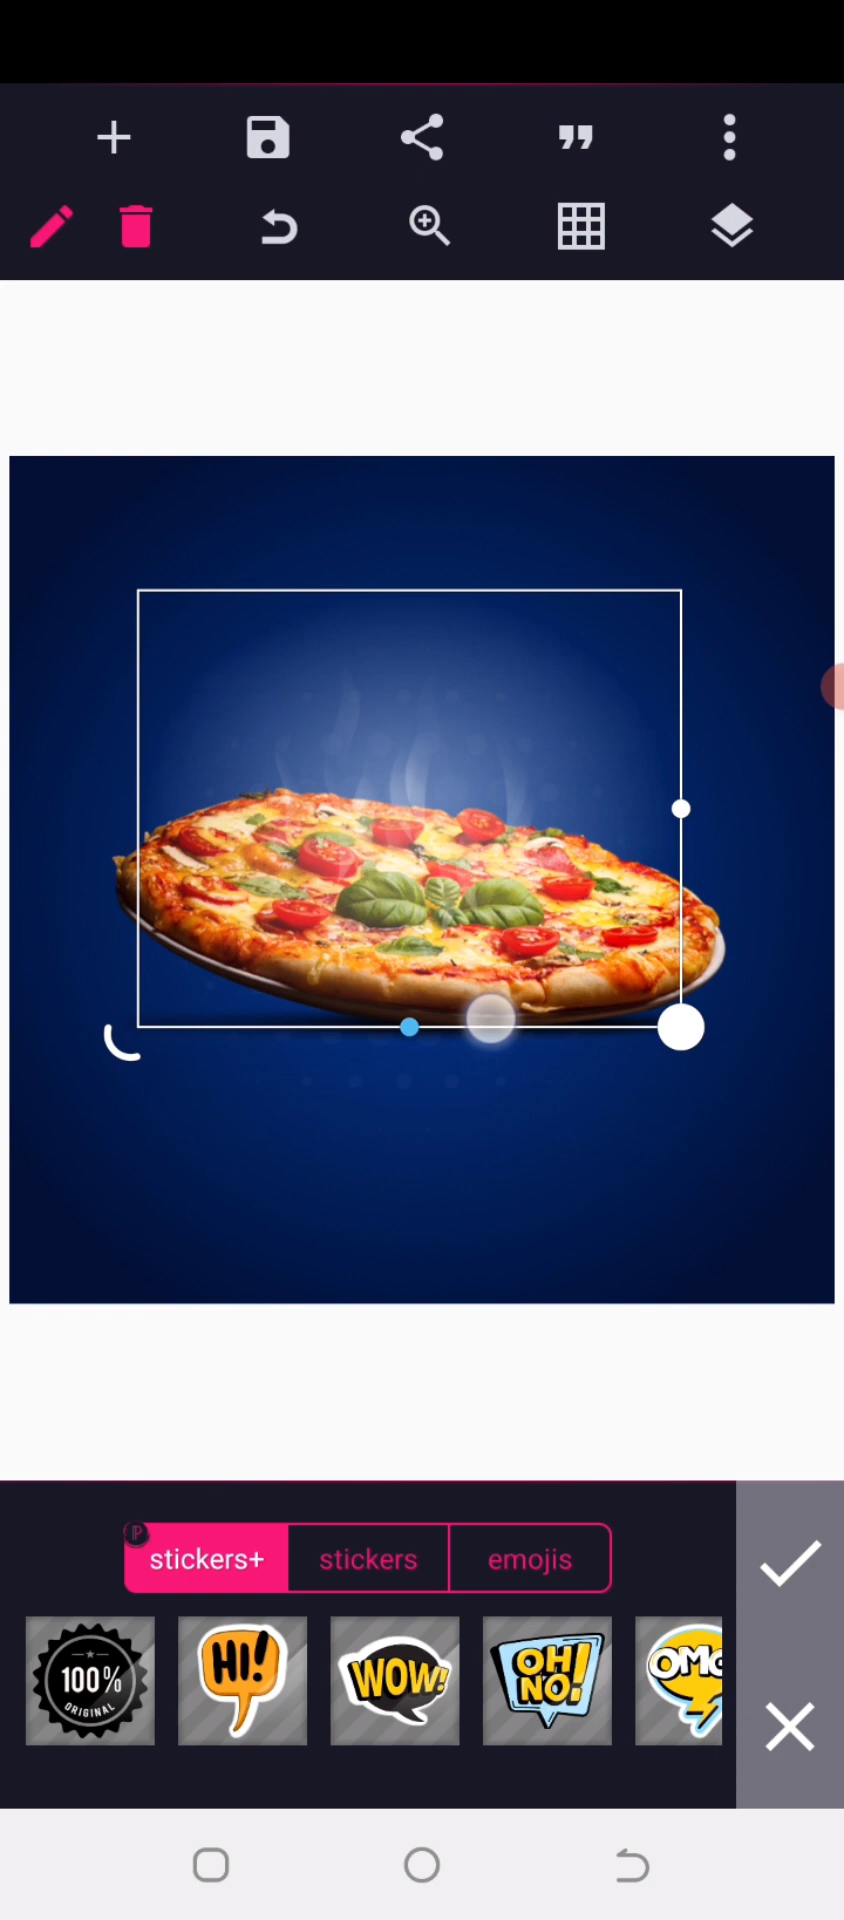 stickers+
stickers
emojis
100%
ORIGINAL
HI!
WOW!
OH
NO!